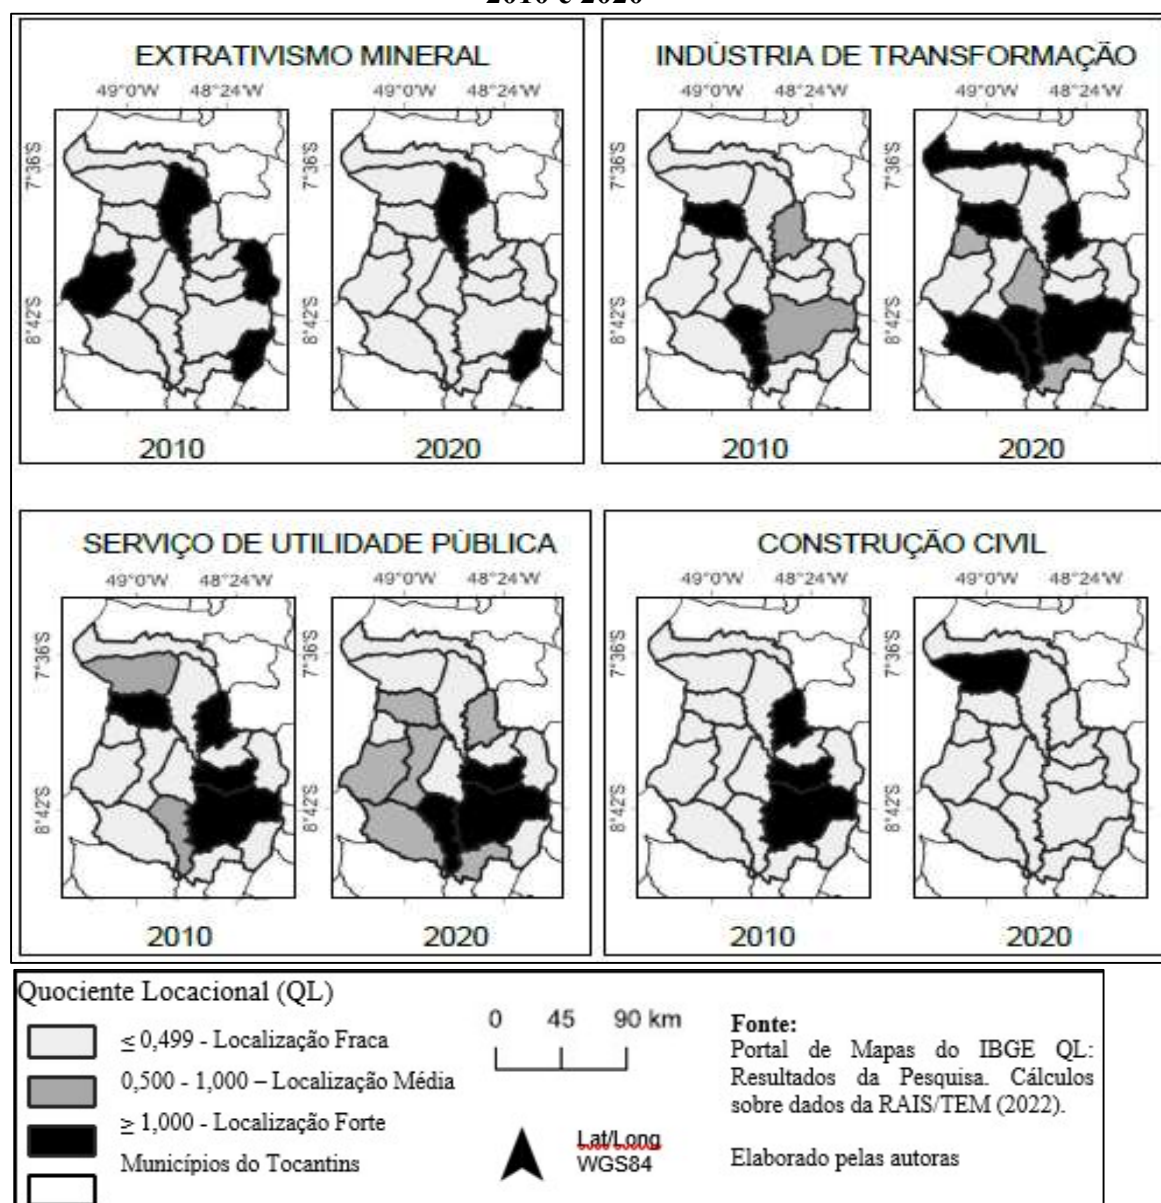 2010 e 2020
EXTRATIVISMO MINERAL
49°0'W 48°24'W 49°0'W 48°24'W
7°36'S 7°36'S
8°42'S 8°42'S
2010 2020
INDÚSTRIA DE TRANSFORMAÇÃO
49°0'W 48°24'W 49°0'W 48°24'W
7°36'S 7°36'S
8°42'S 8°42'S
2010 2020
SERVIÇO DE UTILIDADE PÚBLICA
49°0'W 48°24'W 49°0'W 48°24'W
7°36'S 7°36'S
8°42'S 8°42'S
2010 2020
CONSTRUÇÃO CIVIL
49°0'W 48°24'W 49°0'W 48°24'W
7°36'S 7°36'S
8°42'S 8°42'S
2010 2020
Quociente Locacional (QL)
≤ 0,499 - Localização Fraca
0,500 - 1,000 – Localização Média
≥ 1,000 - Localização Forte
Municípios do Tocantins
0 45 90 km
Lat/Long
WGS84
Fonte:
Portal de Mapas do IBGE QL:
Resultados da Pesquisa. Cálculos
sobre dados da RAIS/TEM (2022).
Elaborado pelas autoras